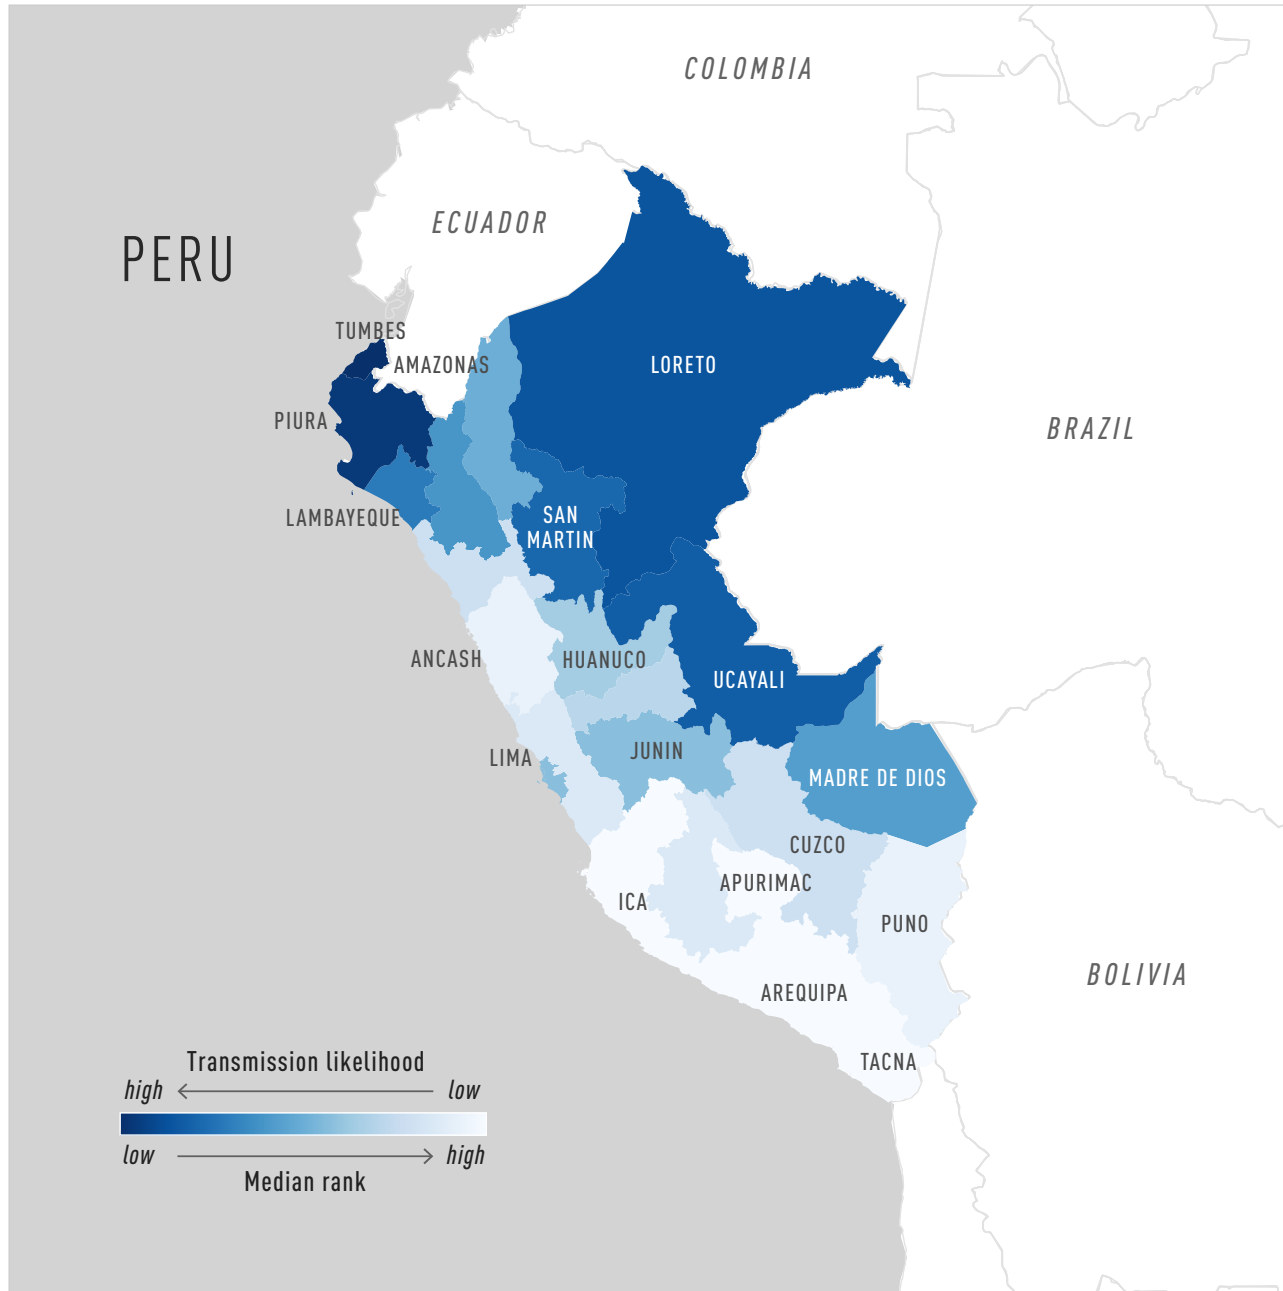 COLOMBIA
ECUADOR
PERU
TUMBES
AMAZONAS
LORETO
PIURA
BRAZIL
LAMBAYEQUE
SAN
MARTIN
ANCASH
HUANUCO
UCAYALI
LIMA
JUNIN
MADRE DE DIOS
CUZCO
APURIMAC
ICA
PUNO
BOLIVIA
AREQUIPA
TACNA
Transmission likelihood
high low
low high
Median rank